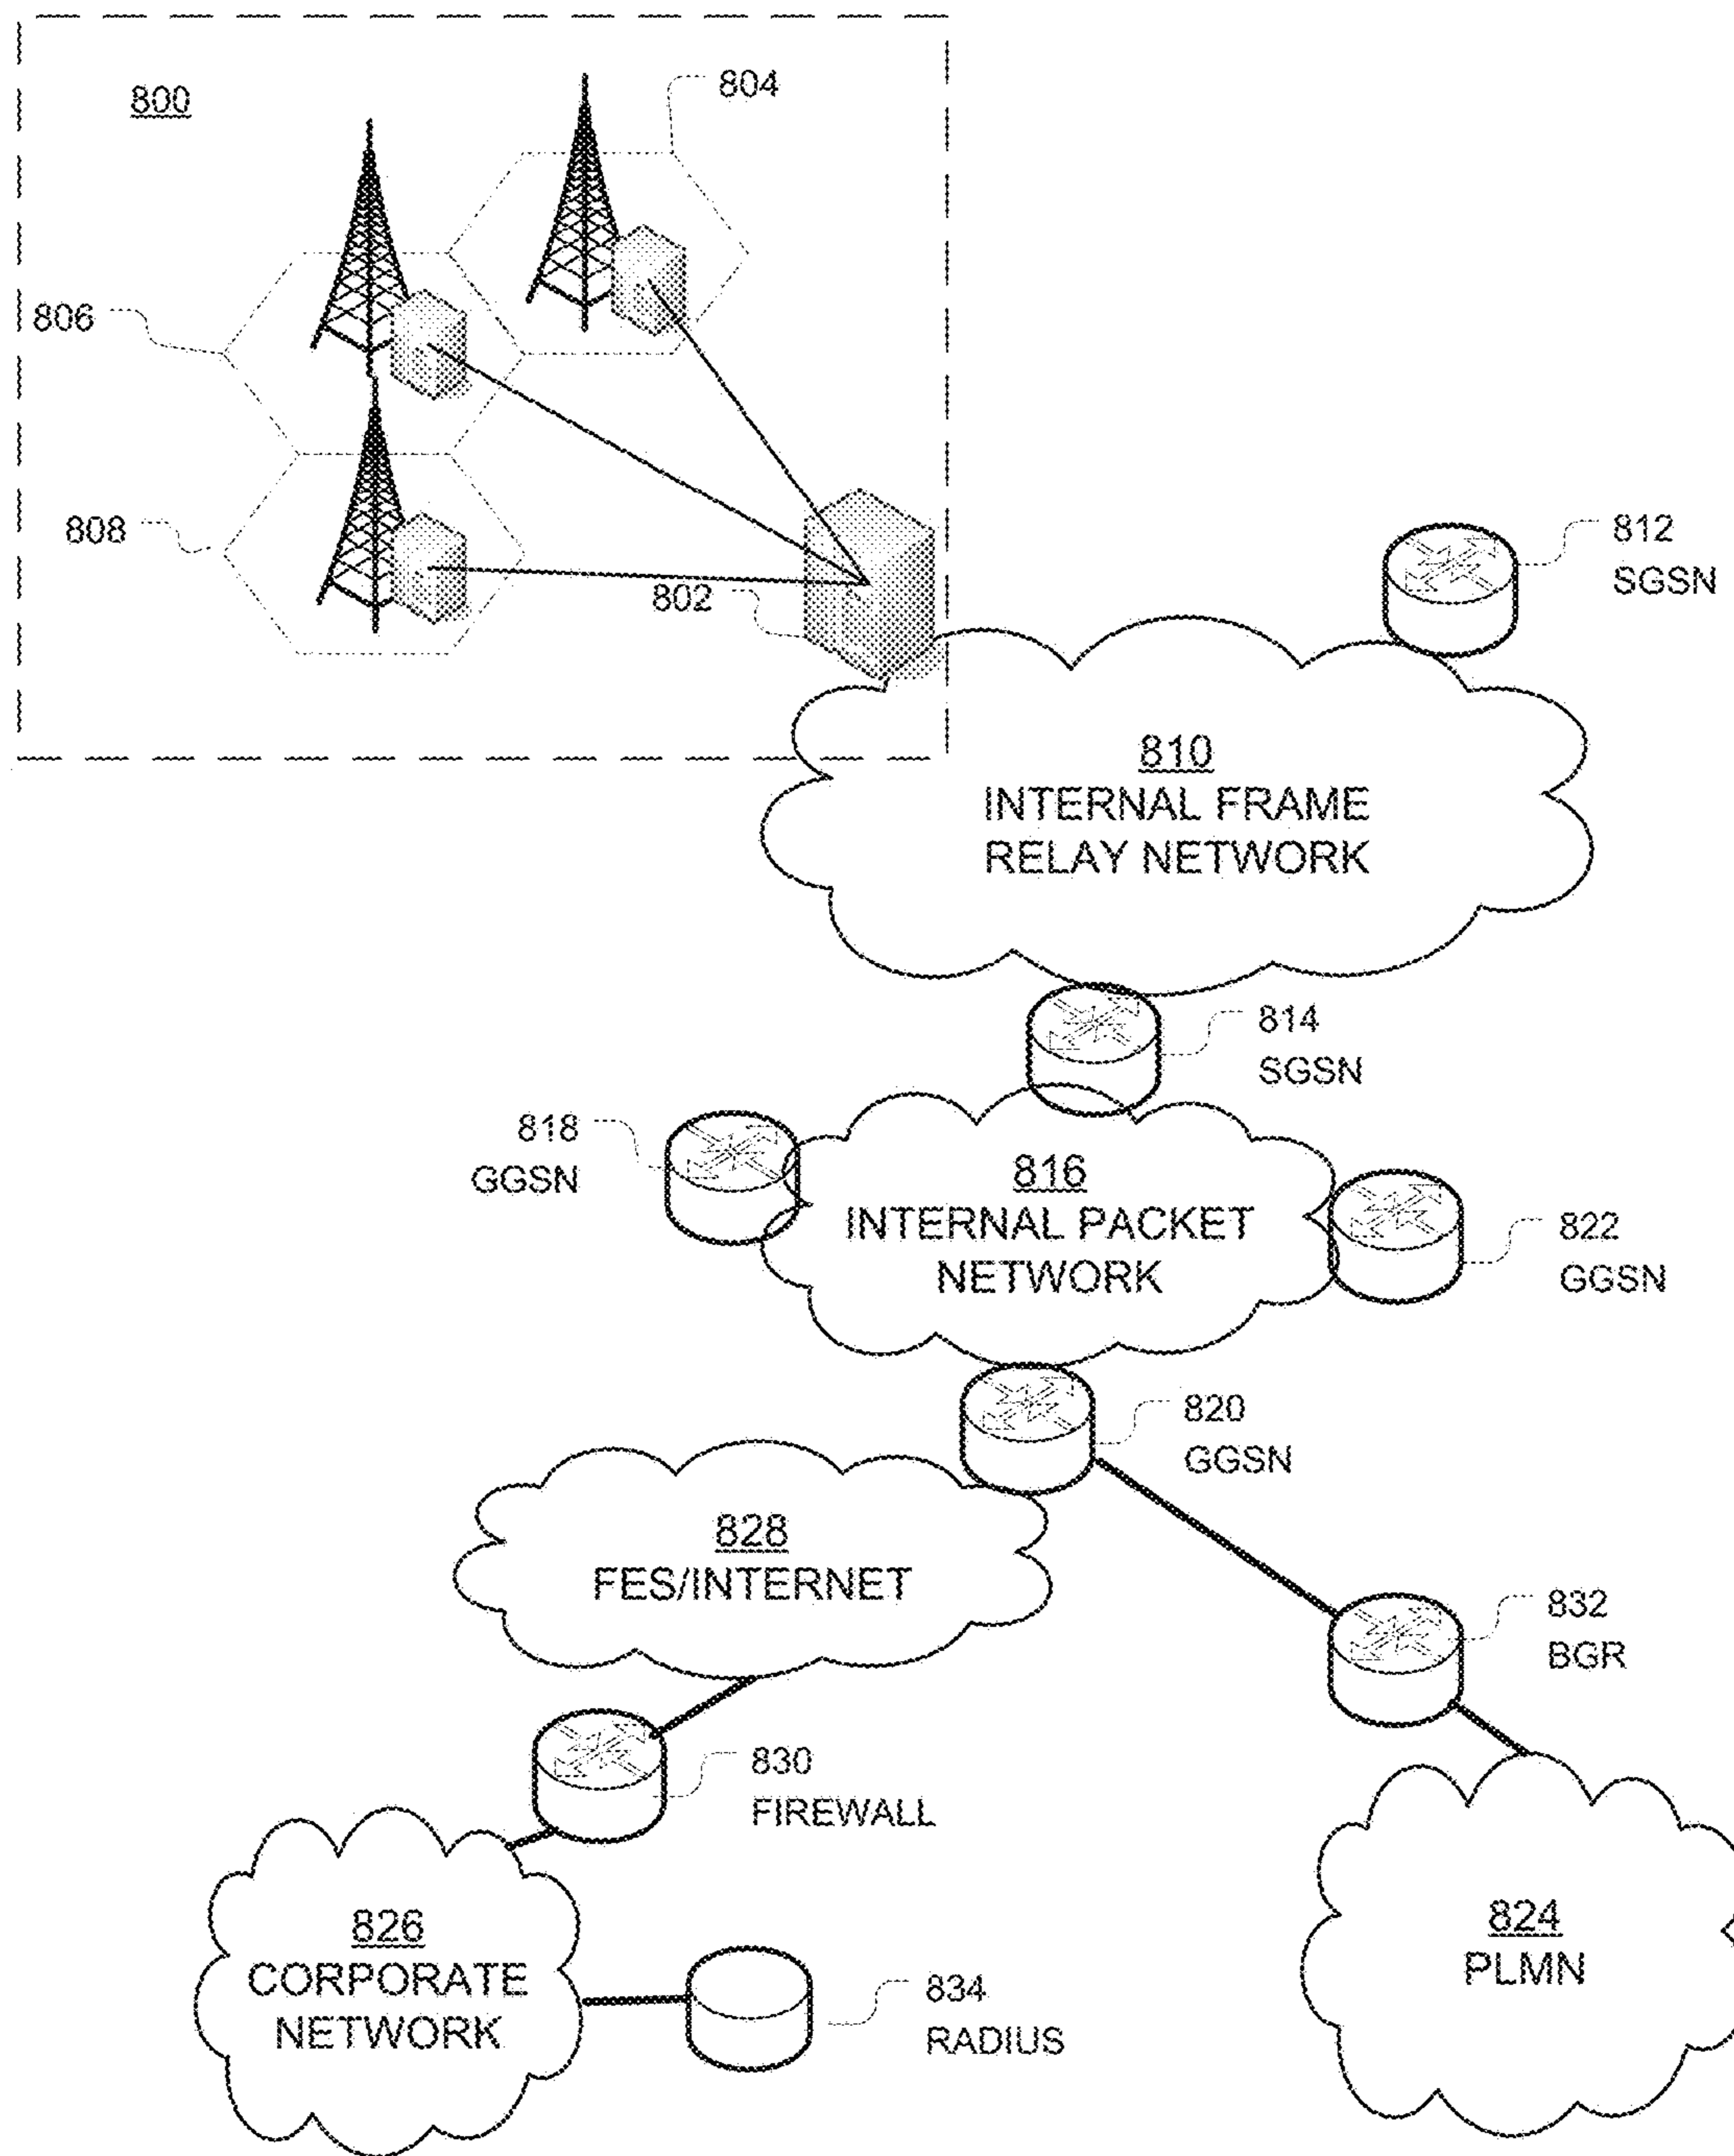 800
804
806
808
802
812
SGSN
810
INTERNAL FRAME
RELAY NETWORK
814
SGSN
818
GGSN
816
INTERNAL PACKET
NETWORK
822
GGSN
820
GGSN
828
FES/INTERNET
832
BGR
830
FIREWALL
826
CORPORATE
NETWORK
834
RADIUS
824
PLMN